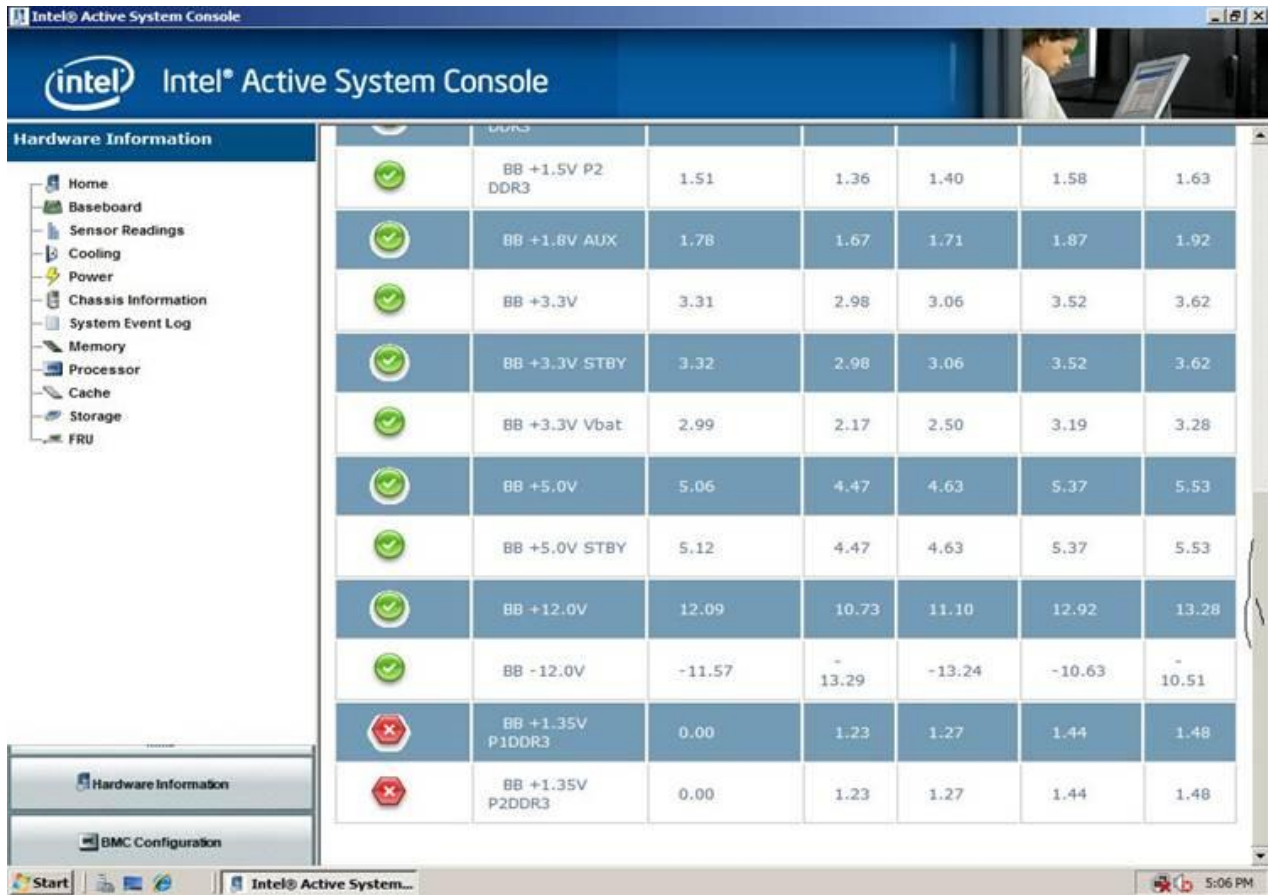 Intel® Active System Console
intel Intel® Active System Console
Hardware Information
Home
Baseboard
Sensor Readings
Cooling
Power
Chassis Information
System Event Log
Memory
Processor
Cache
Storage
FRU
Hardware Information
BMC Configuration
DDR3
BB +1.5V P2 DDR3 1.51 1.36 1.40 1.58 1.63
BB +1.8V AUX 1.78 1.67 1.71 1.87 1.92
BB +3.3V 3.31 2.98 3.06 3.52 3.62
BB +3.3V STBY 3.32 2.98 3.06 3.52 3.62
BB +3.3V Vbat 2.99 2.17 2.50 3.19 3.28
BB +5.0V 5.06 4.47 4.63 5.37 5.53
BB +5.0V STBY 5.12 4.47 4.63 5.37 5.53
BB +12.0V 12.09 10.73 11.10 12.92 13.28
BB -12.0V -11.57 -13.29 -13.24 -10.63 -10.51
BB +1.35V P1DDR3 0.00 1.23 1.27 1.44 1.48
BB +1.35V P2DDR3 0.00 1.23 1.27 1.44 1.48
Start Intel® Active System... 5:06 PM